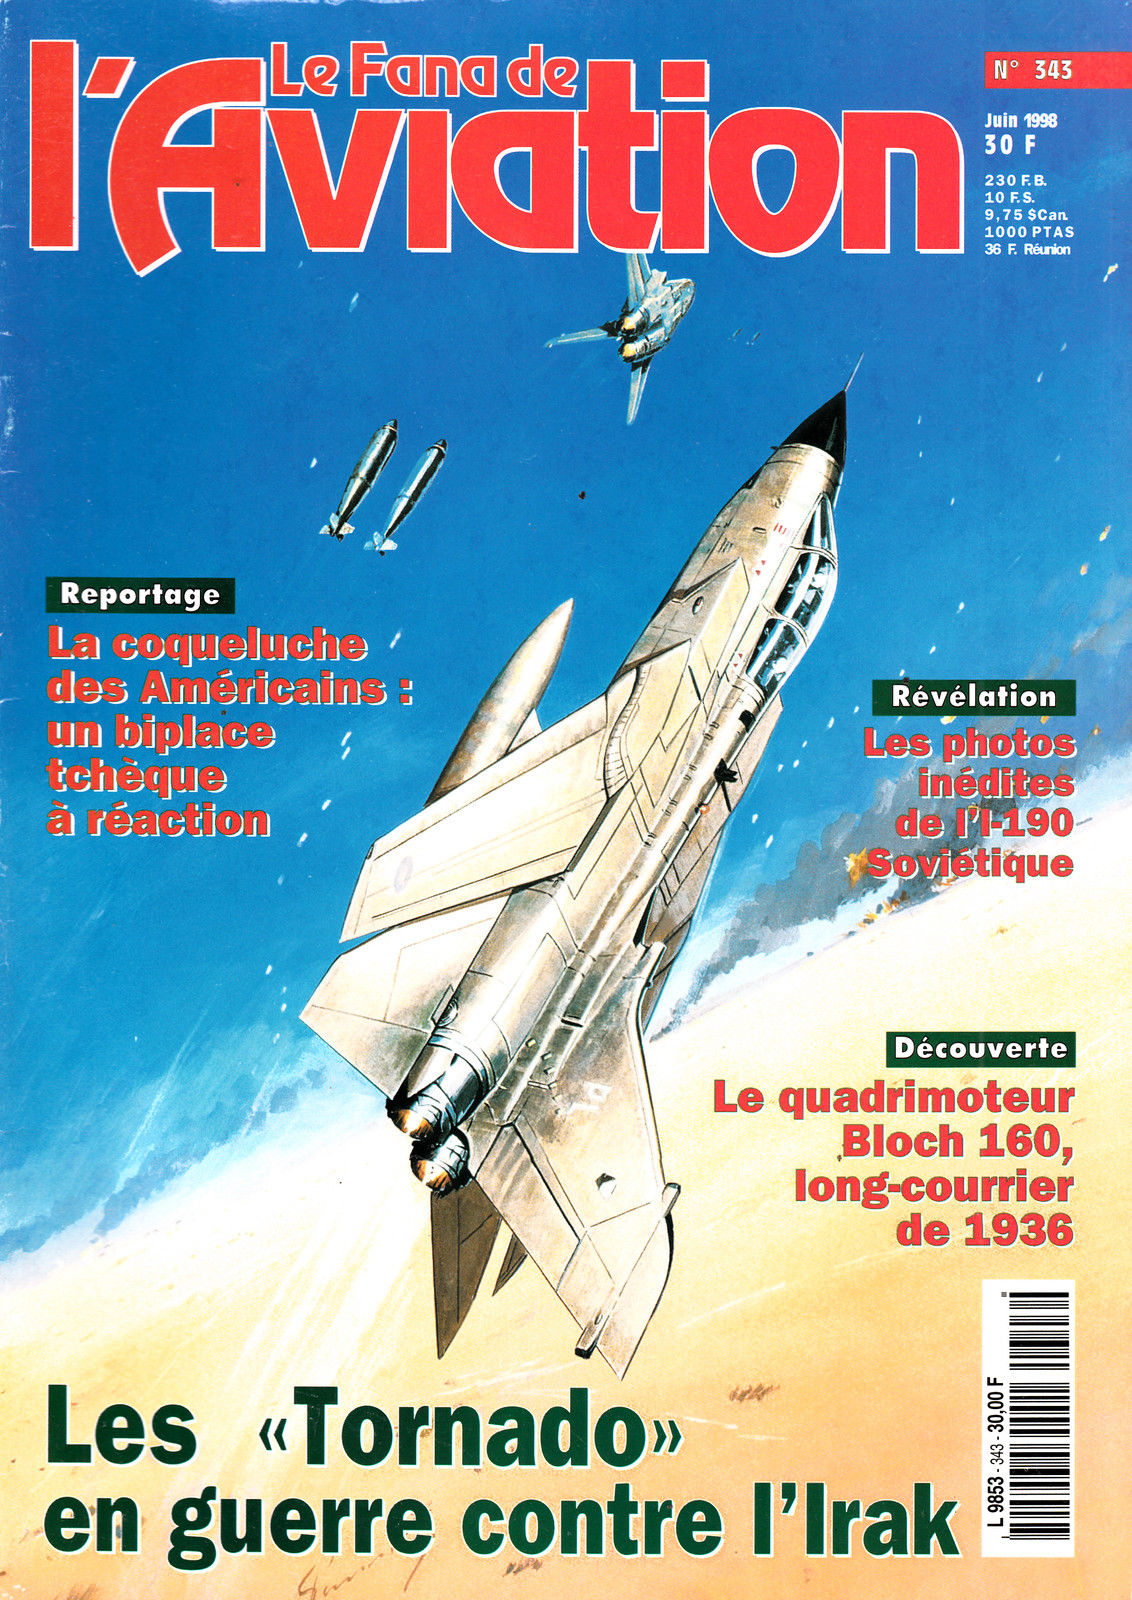 Le Fana de
l'Aviation
N° 343
Juin 1998
30 F
230 F.B.
10 F.S.
9,75 $Can.
1000 PTAS
36 F. Réunion
Reportage
La coqueluche
des Américains :
un biplace
tchèque
à réaction
Révélation
Les photos
inédites
de l'I-190
Soviétique
Découverte
Le quadrimoteur
Bloch 160,
long-courrier
de 1936
Les «Tornado»
en guerre contre l'Irak
L 9853 - 343 - 30,00 F